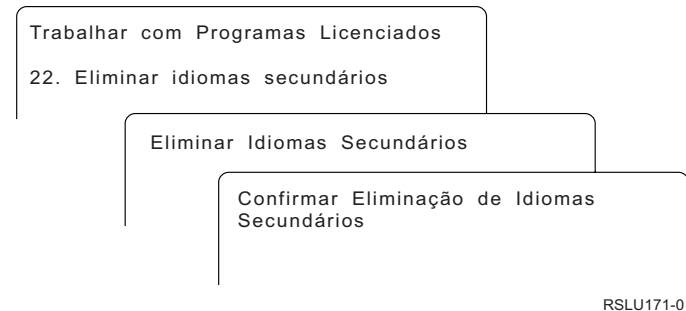 Trabalhar com Programas Licenciados
22. Eliminar idiomas secundários
Eliminar Idiomas Secundários
Confirmar Eliminação de Idiomas
Secundários
RSLU171-0